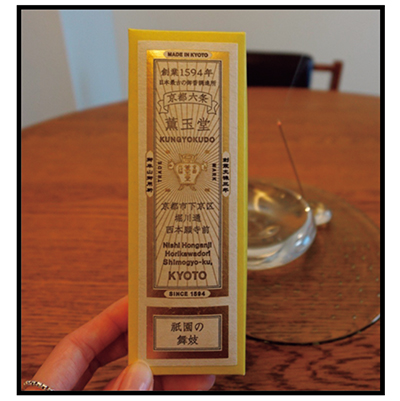 MADE IN KYOTO
創業1594年
日本最古の御香調進所
京都六条
薫玉堂
KUNGYOKUDO
TRADE
MARK
京都市下京区
堀川通
西本願寺前
Nishi Honganji
Horikawadori
Shimogyo-ku,
KYOTO
SINCE 1594
祇園の
舞妓